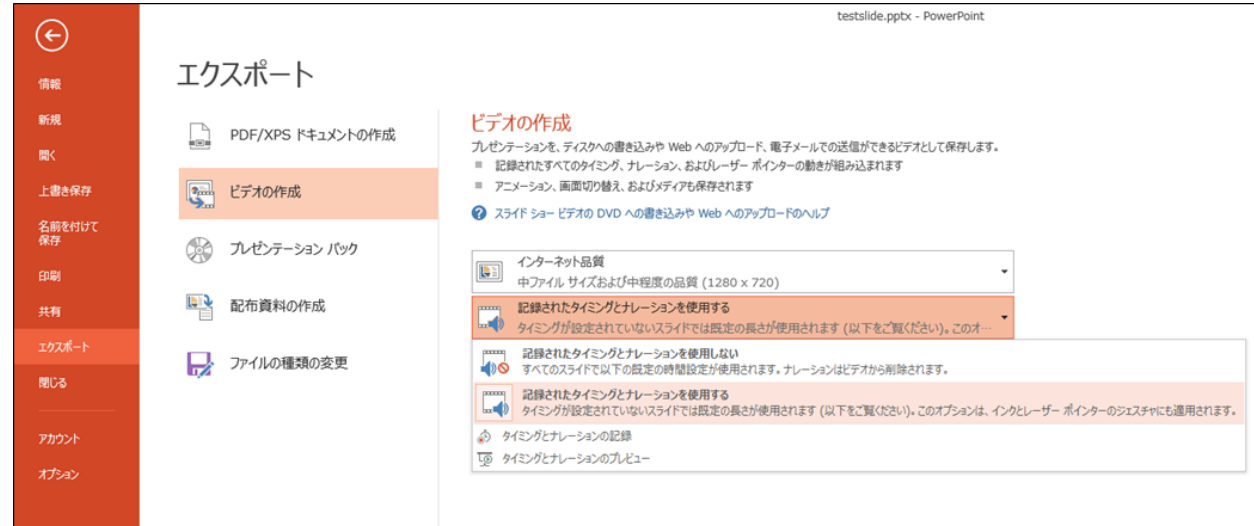 testslide.pptx - PowerPoint
情報
新規
開く
上書き保存
名前を付けて
保存
印刷
共有
エクスポート
閉じる
アカウント
オプション
エクスポート
PDF/XPS ドキュメントの作成
ビデオの作成
プレゼンテーション パック
配布資料の作成
ファイルの種類の変更
ビデオの作成
プレゼンテーションを、ディスクへの書き込みや Web へのアップロード、電子メールでの送信ができるビデオとして保存します。
記録されたすべてのタイミング、ナレーション、およびレーザー ポインターの動きが組み込まれます
アニメーション、画面切り替え、およびメディアも保存されます
スライド ショー ビデオの DVD への書き込みや Web へのアップロードのヘルプ
インターネット品質
中ファイル サイズおよび中程度の品質 (1280 x 720)
記録されたタイミングとナレーションを使用する
タイミングが設定されていないスライドでは既定の長さが使用されます (以下をご覧ください)。このオ…
記録されたタイミングとナレーションを使用しない
すべてのスライドで以下の既定の時間設定が使用されます。ナレーションはビデオから削除されます。
記録されたタイミングとナレーションを使用する
タイミングが設定されていないスライドでは既定の長さが使用されます (以下をご覧ください)。このオプションは、インクとレーザー ポインターのジェスチャにも適用されます。
タイミングとナレーションの記録
タイミングとナレーションのプレビュー